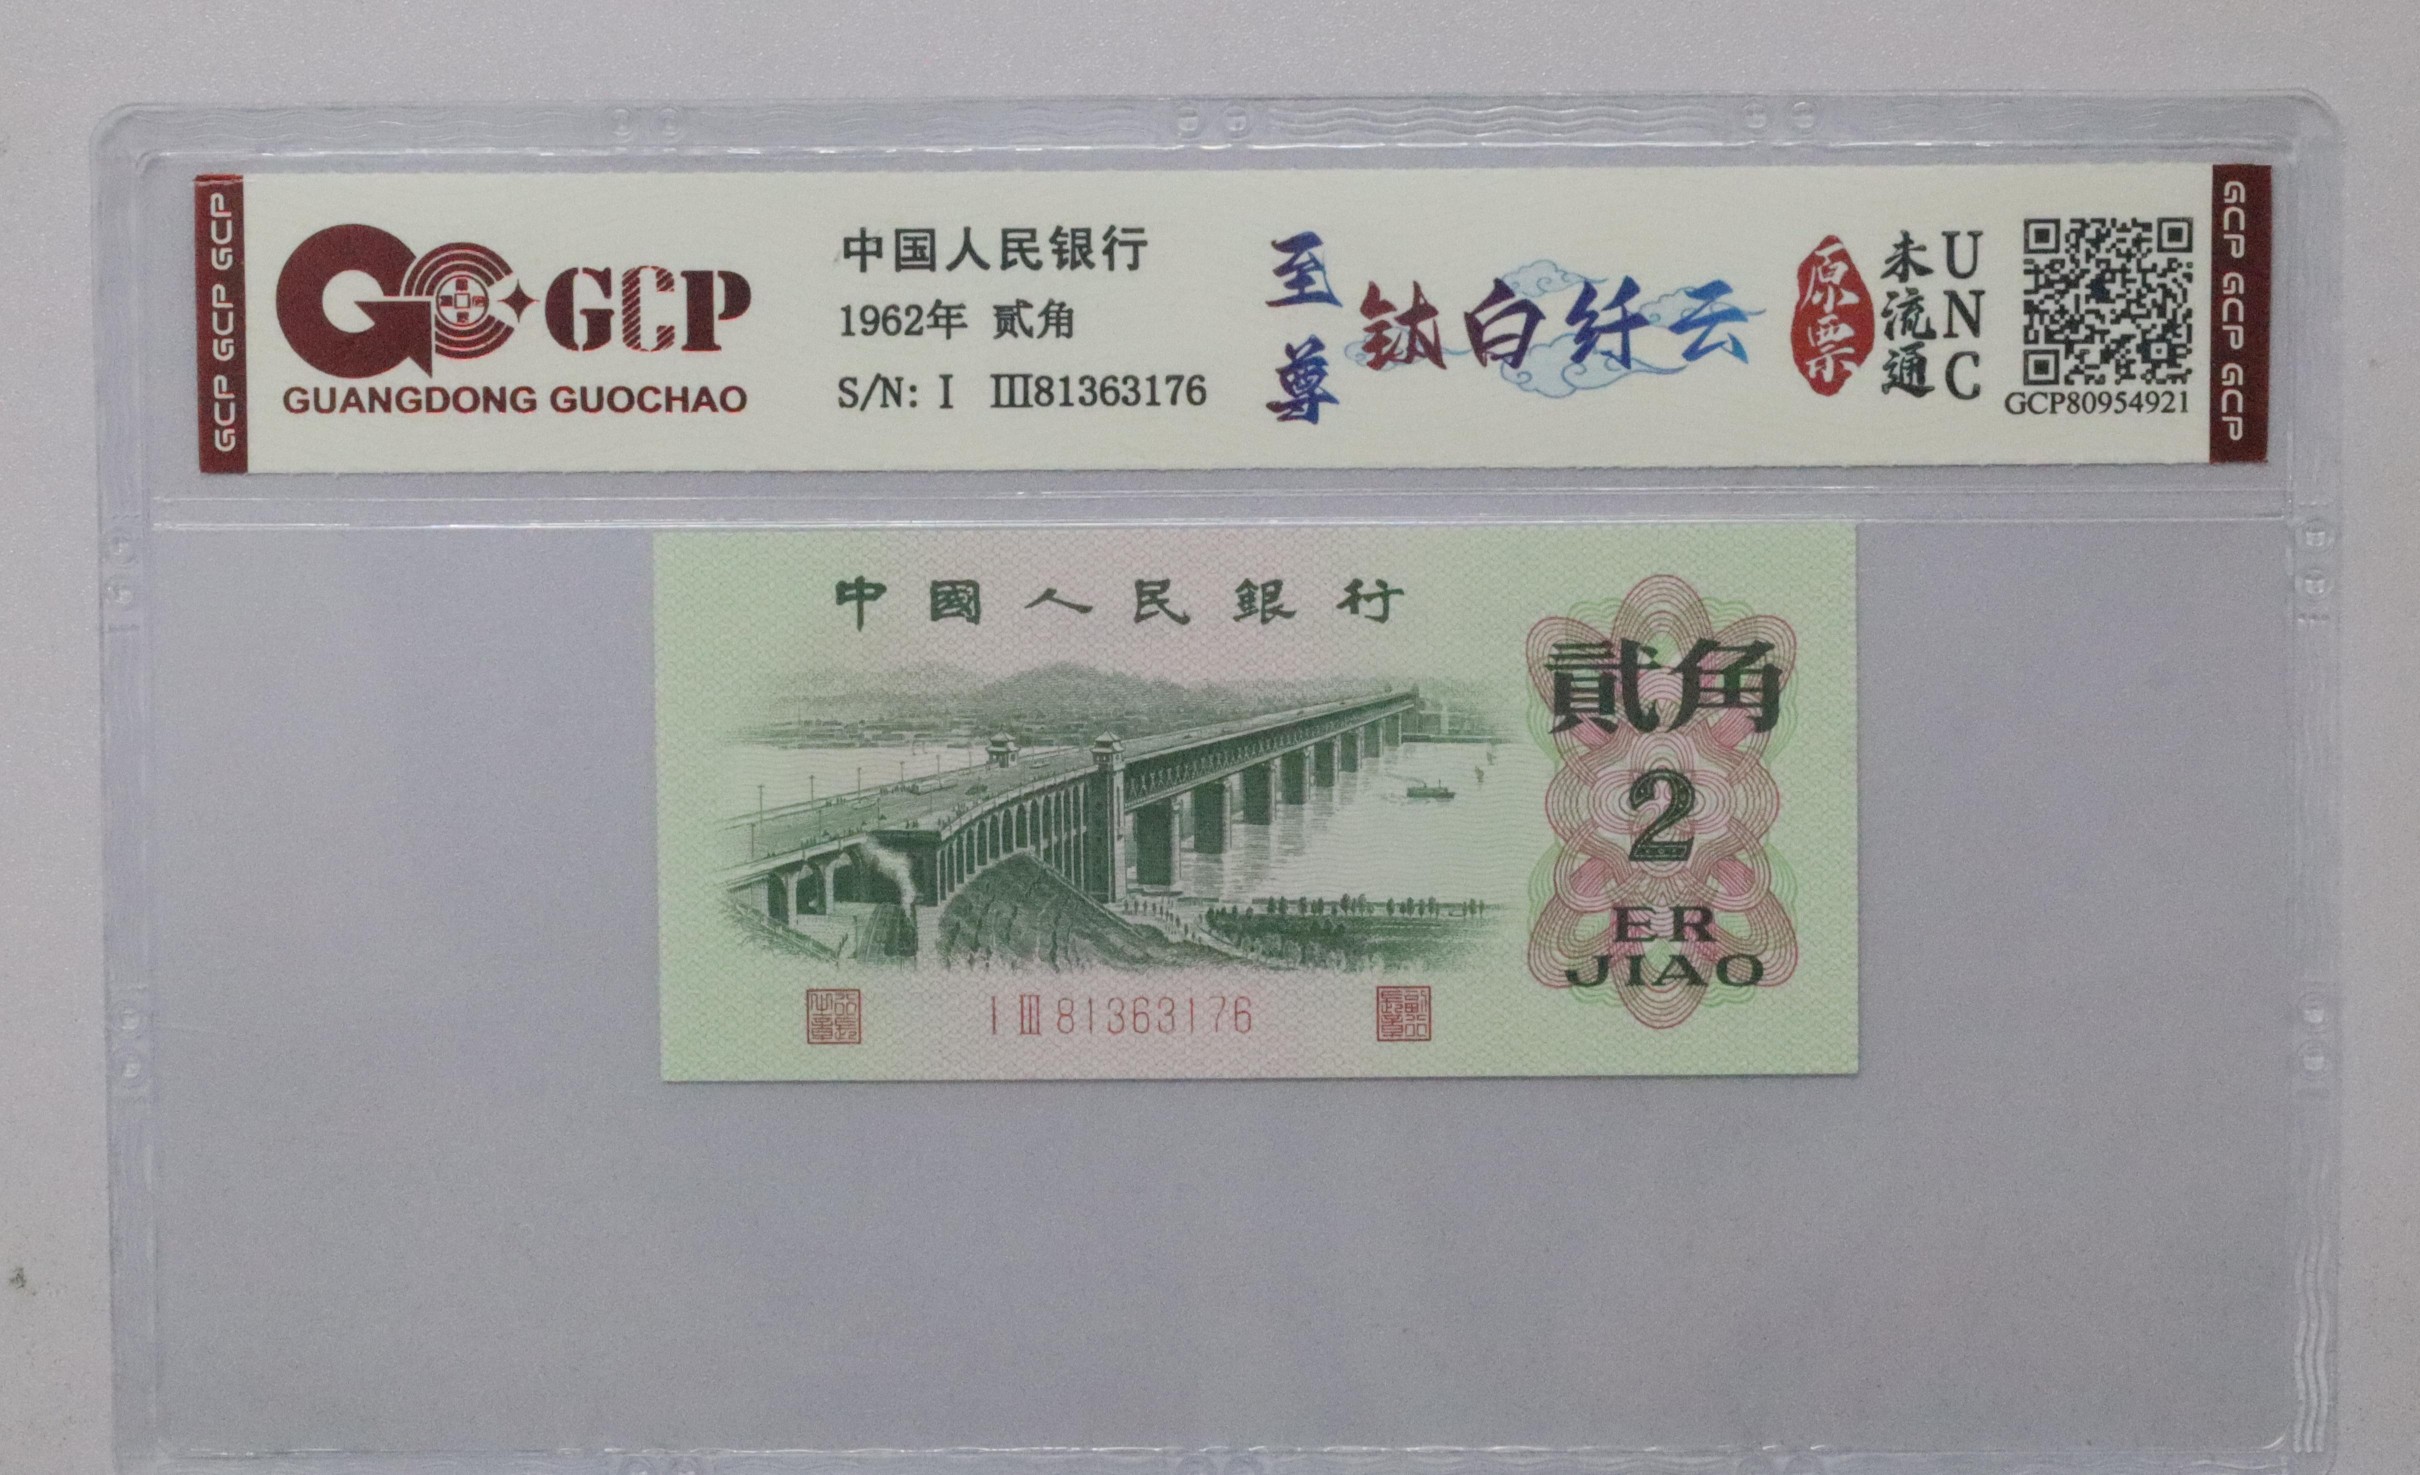 GCP GCP GCP
GCP
GUANGDONG GUOCHAO
中国人民银行
1962年 贰角
S/N: I III81363176
至尊
钛白纤云
原票
未流通
UNC
GCP80954921
GCP GCP GCP
中國人民銀行
貳角
2
ER
JIAO
I III 81363176